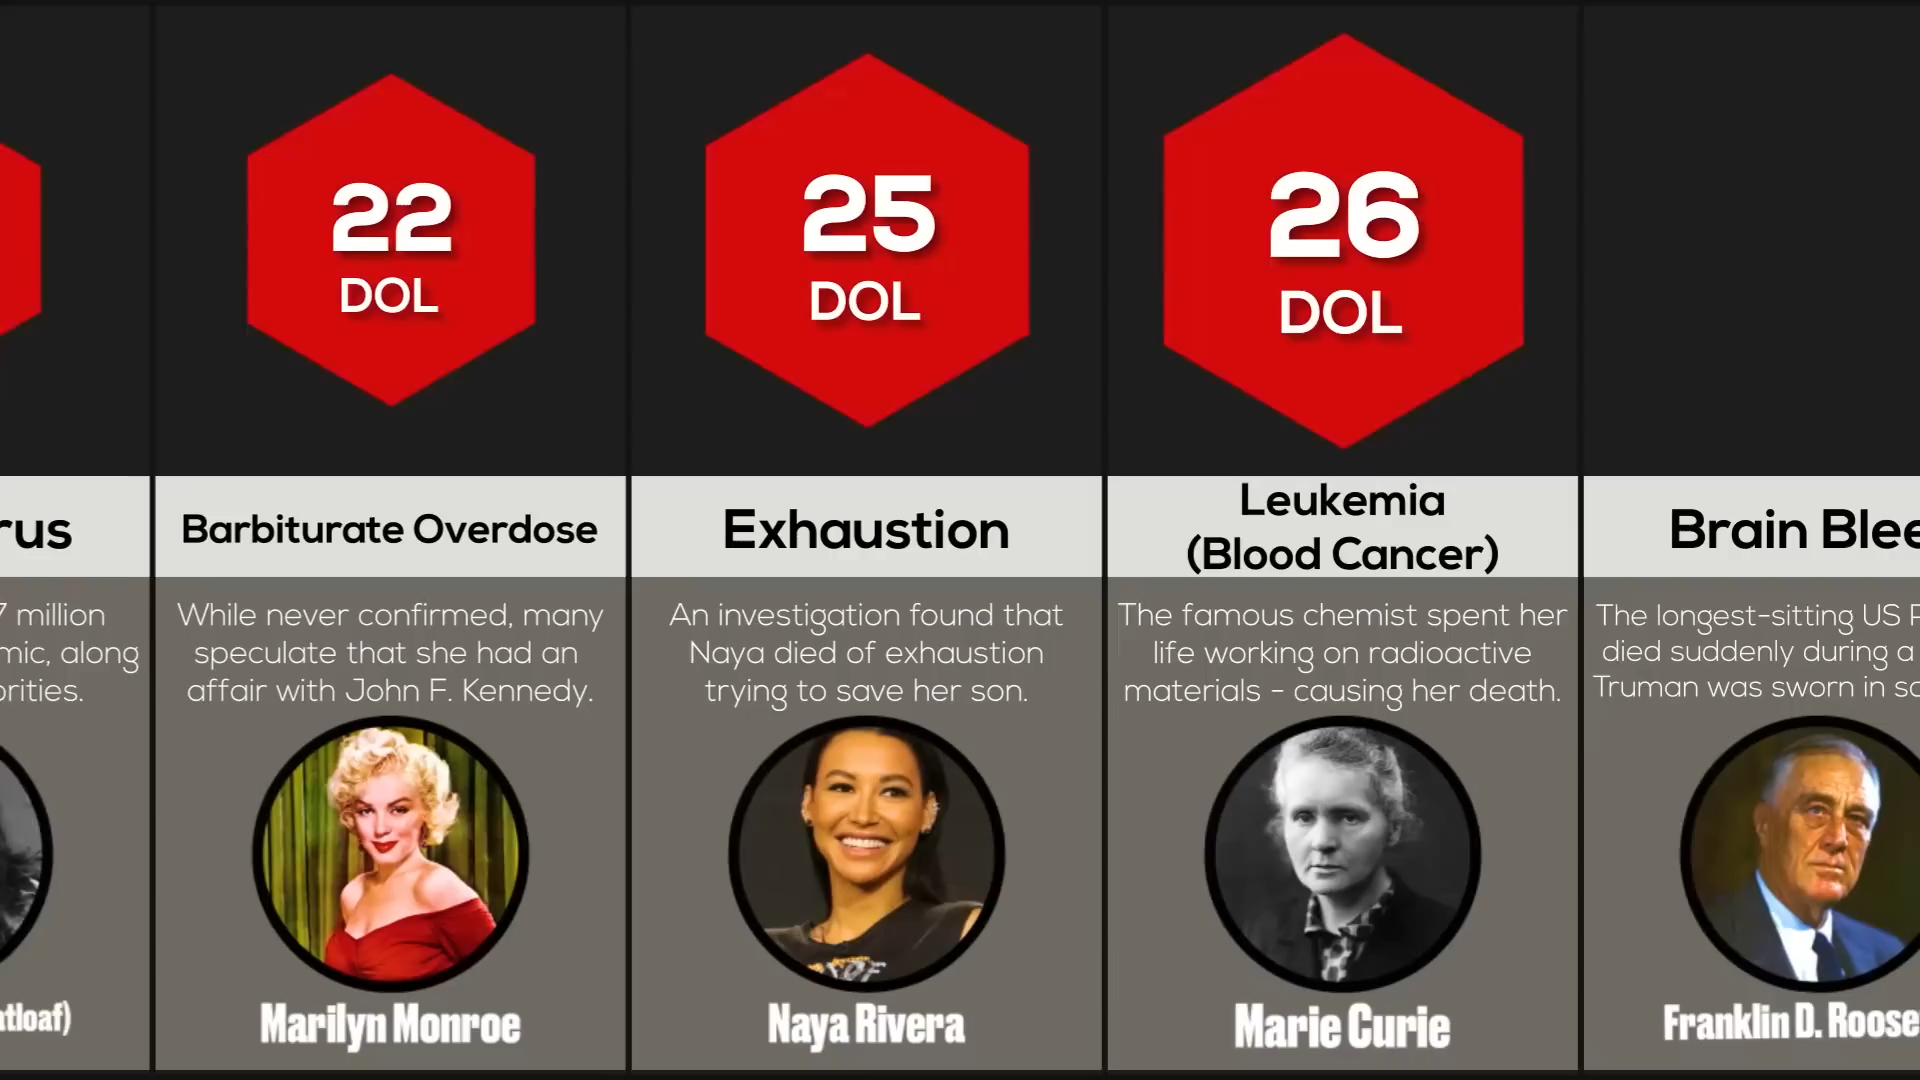 rus
7 million
mic, along
orities.
atloaf)
22
DOL
Barbiturate Overdose
While never confirmed, many
speculate that she had an
affair with John F. Kennedy.
Marilyn Monroe
25
DOL
Exhaustion
An investigation found that
Naya died of exhaustion
trying to save her son.
Naya Rivera
26
DOL
Leukemia
(Blood Cancer)
The famous chemist spent her
life working on radioactive
materials - causing her death.
Marie Curie
Brain Blee
The longest-sitting US P
died suddenly during a
Truman was sworn in so
Franklin D. Roose